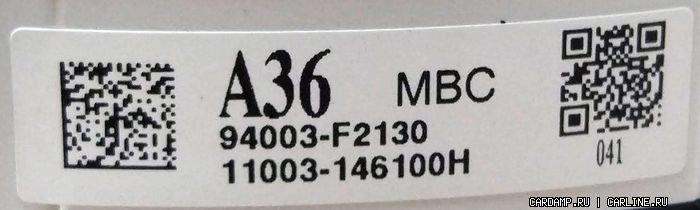 A36 MBC
94003-F2130
11003-146100H
041
CARDAMP.RU | CARLINE.RU